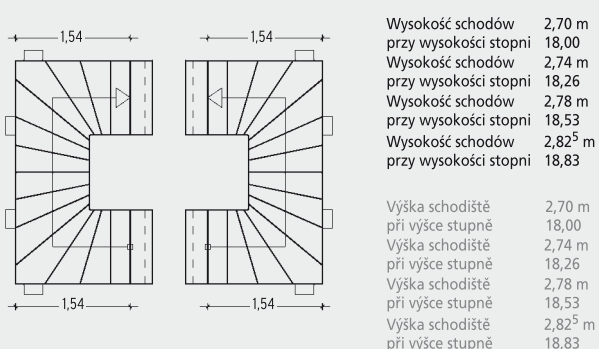 1,54
1,54
1,54
1,54
Wysokość schodów 2,70 m
przy wysokości stopni 18,00
Wysokość schodów 2,74 m
przy wysokości stopni 18,26
Wysokość schodów 2,78 m
przy wysokości stopni 18,53
Wysokość schodów 2,82⁵ m
przy wysokości stopni 18,83
Výška schodiště 2,70 m
při výšce stupně 18,00
Výška schodiště 2,74 m
při výšce stupně 18,26
Výška schodiště 2,78 m
při výšce stupně 18,53
Výška schodiště 2,82⁵ m
při výšce stupně 18,83